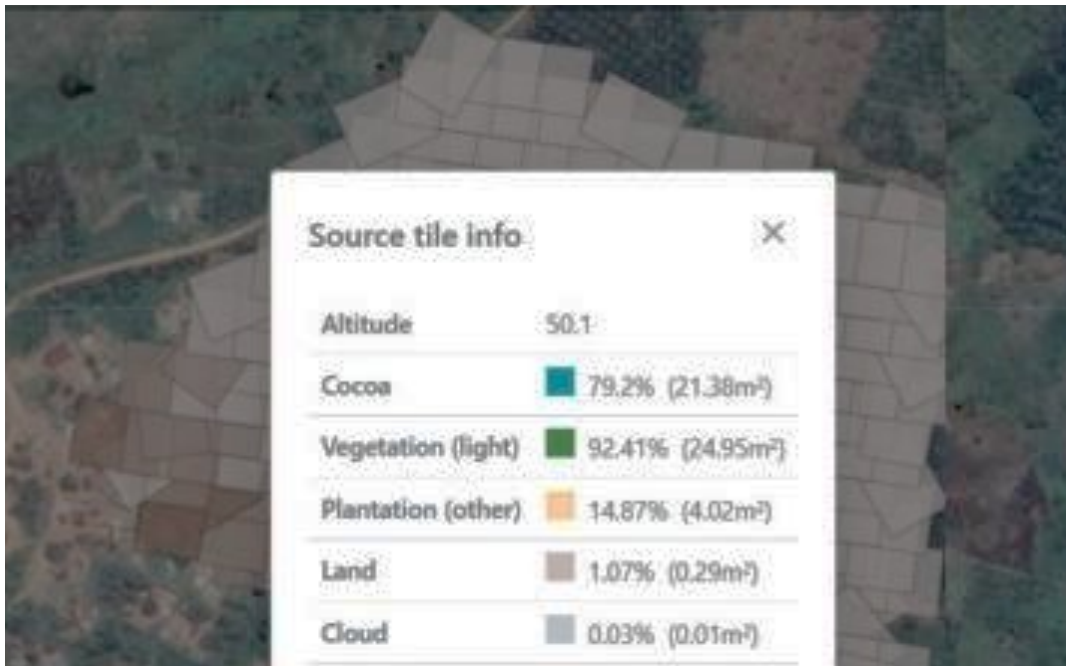 Source tile info ×
Altitude 50.1
Cocoa 79.2% (21.38m²)
Vegetation (light) 92.41% (24.95m²)
Plantation (other) 14.87% (4.02m²)
Land 1.07% (0.29m²)
Cloud 0.03% (0.01m²)